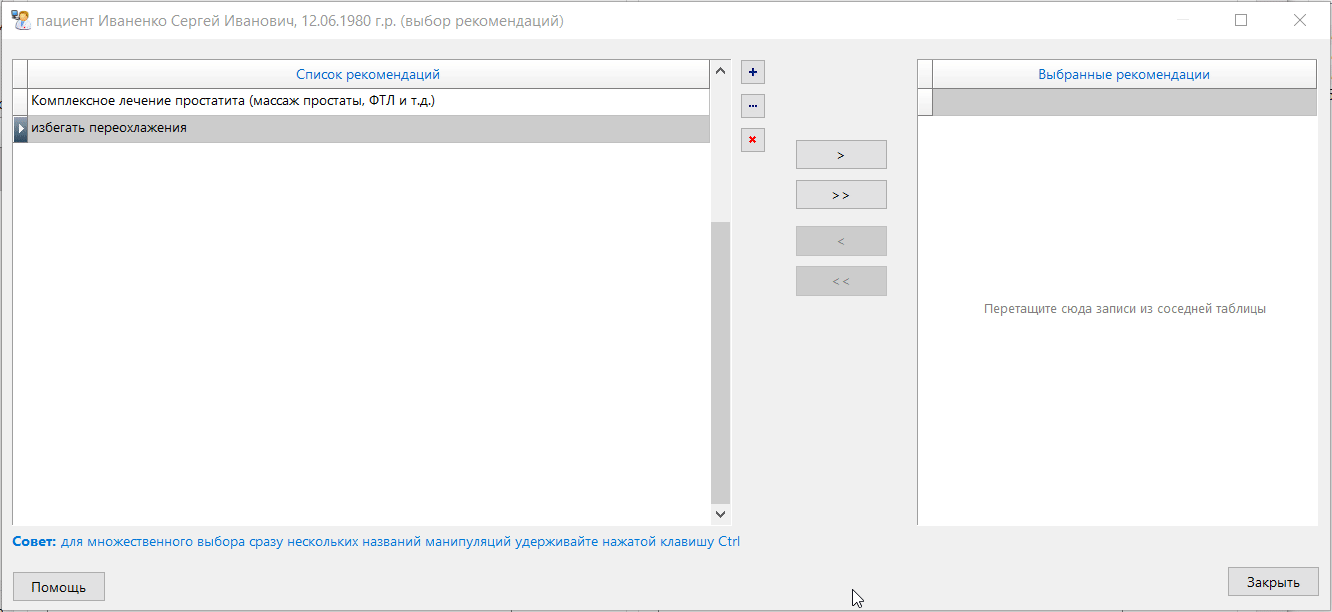 пациент Иваненко Сергей Иванович, 12.06.1980 г.р. (выбор рекомендаций)
Список рекомендаций
Комплексное лечение простатита (массаж простаты, ФТЛ и т.д.)
избегать переохлажения
+
...
>
>>
<
<<
Выбранные рекомендации
Перетащите сюда записи из соседней таблицы
Совет: для множественного выбора сразу нескольких названий манипуляций удерживайте нажатой клавишу Ctrl
Помощь
Закрыть